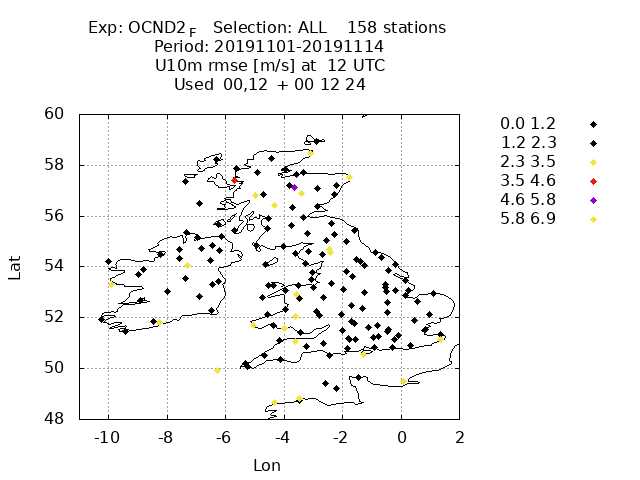 Exp: OCND2 F Selection: ALL 158 stations
Period: 20191101-20191114
U10m rmse [m/s] at 12 UTC
Used 00,12 + 00 12 24
60
58
56
54
52
50
48
Lat
-10 -8 -6 -4 -2 0 2
Lon
0.0 1.2
1.2 2.3
2.3 3.5
3.5 4.6
4.6 5.8
5.8 6.9